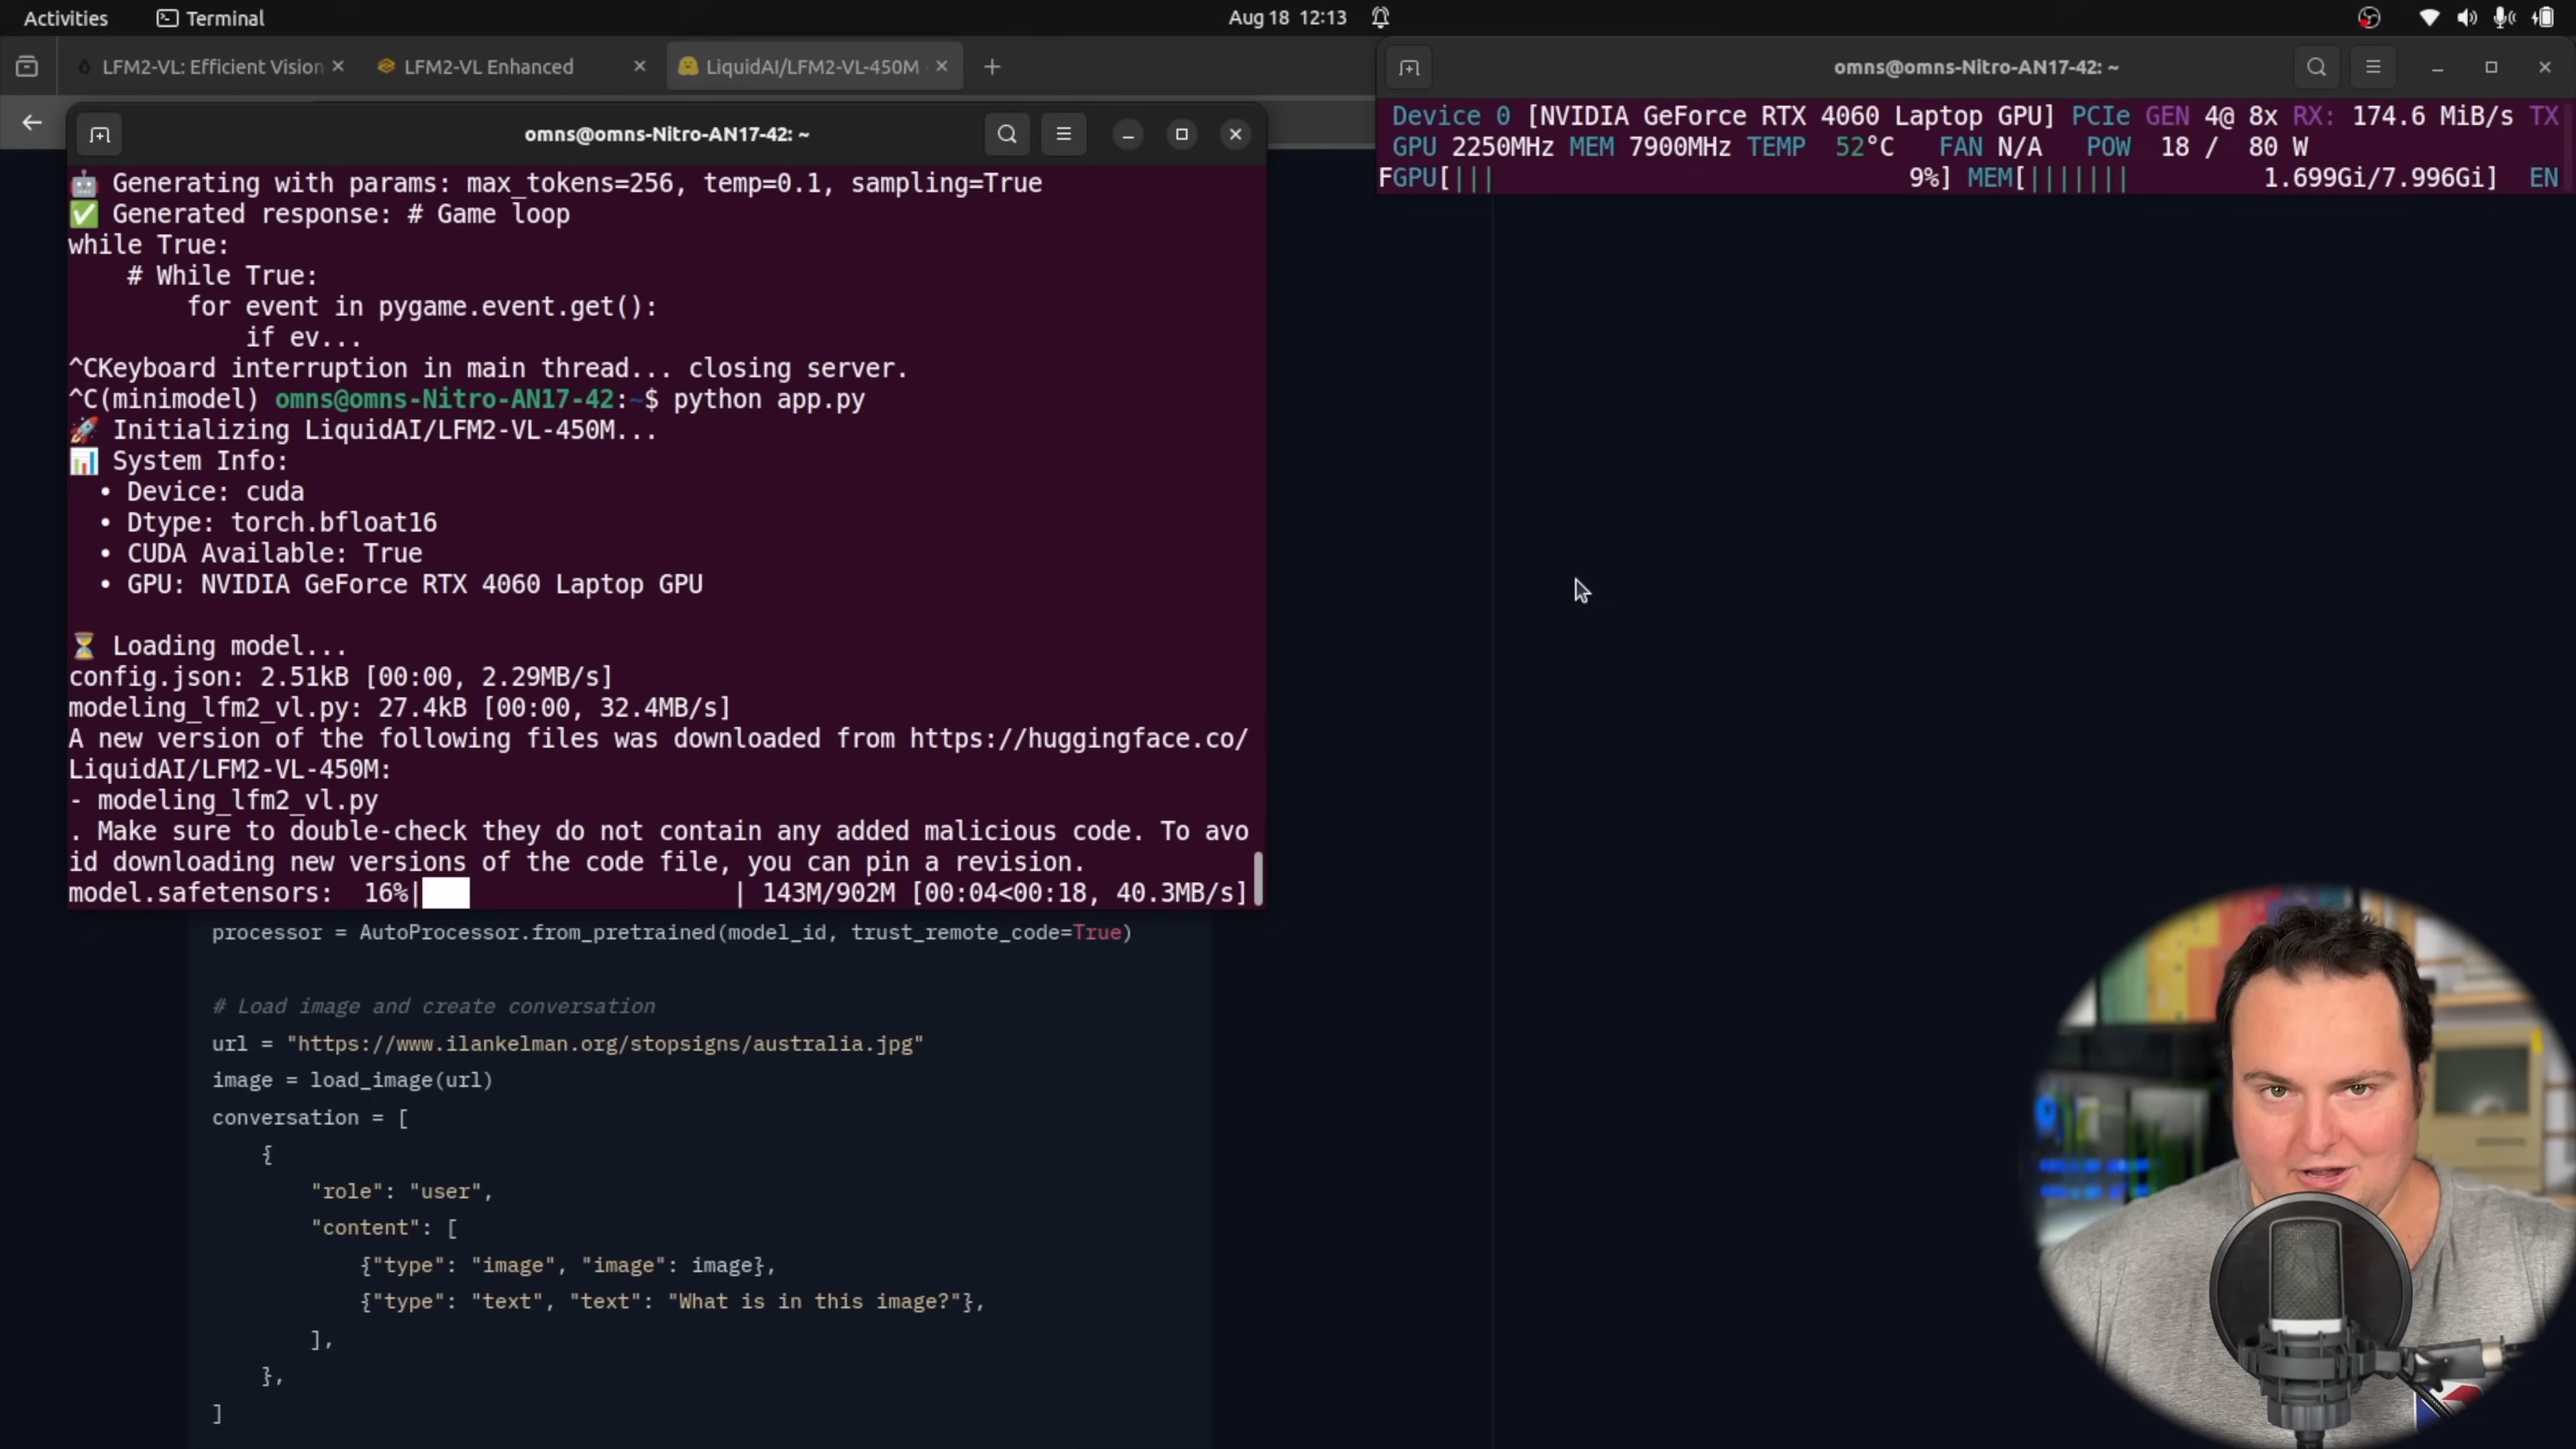 Activities Terminal Aug 18 12:13
LFM2-VL: Efficient Vision LFM2-VL Enhanced LiquidAI/LFM2-VL-450M
omns@omns-Nitro-AN17-42: ~
Device 0 [NVIDIA GeForce RTX 4060 Laptop GPU] PCIe GEN 4@ 8x RX: 174.6 MiB/s TX
GPU 2250MHz MEM 7900MHz TEMP 52°C FAN N/A POW 18 / 80 W
FGPU[||| 9%] MEM[||||||| 1.699Gi/7.996Gi] EN
omns@omns-Nitro-AN17-42: ~
🤖 Generating with params: max_tokens=256, temp=0.1, sampling=True
✅ Generated response: # Game loop
while True:
    # While True:
        for event in pygame.event.get():
            if ev...
^CKeyboard interruption in main thread... closing server.
^C(minimodel) omns@omns-Nitro-AN17-42:~$ python app.py
🚀 Initializing LiquidAI/LFM2-VL-450M...
📊 System Info:
  • Device: cuda
  • Dtype: torch.bfloat16
  • CUDA Available: True
  • GPU: NVIDIA GeForce RTX 4060 Laptop GPU
⏳ Loading model...
config.json: 2.51kB [00:00, 2.29MB/s]
modeling_lfm2_vl.py: 27.4kB [00:00, 32.4MB/s]
A new version of the following files was downloaded from https://huggingface.co/
LiquidAI/LFM2-VL-450M:
- modeling_lfm2_vl.py
. Make sure to double-check they do not contain any added malicious code. To avo
id downloading new versions of the code file, you can pin a revision.
model.safetensors:  16%| | 143M/902M [00:04<00:18, 40.3MB/s]
processor = AutoProcessor.from_pretrained(model_id, trust_remote_code=True)
# Load image and create conversation
url = "https://www.ilankelman.org/stopsigns/australia.jpg"
image = load_image(url)
conversation = [
    {
        "role": "user",
        "content": [
            {"type": "image", "image": image},
            {"type": "text", "text": "What is in this image?"},
        ],
    },
]